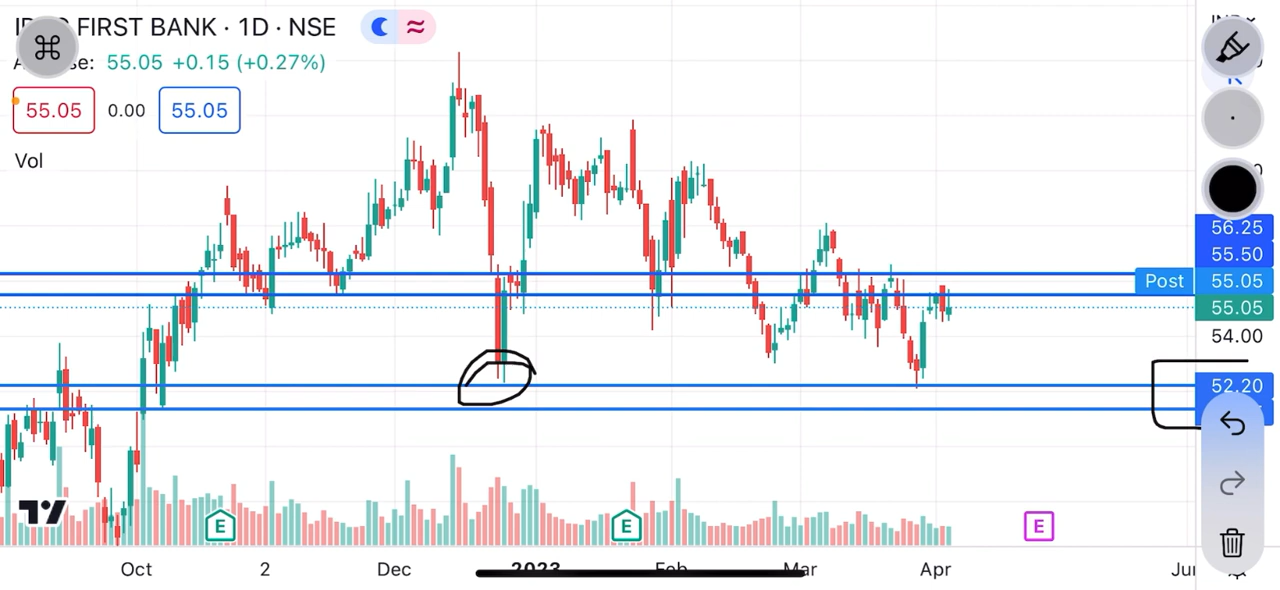 FIRST BANK · 1D · NSE
55.05 +0.15 (+0.27%)
55.05 0.00 55.05
Vol
56.25
55.50
Post 55.05
55.05
54.00
52.20
E E E
Oct 2 Dec 2023 Feb Mar Apr